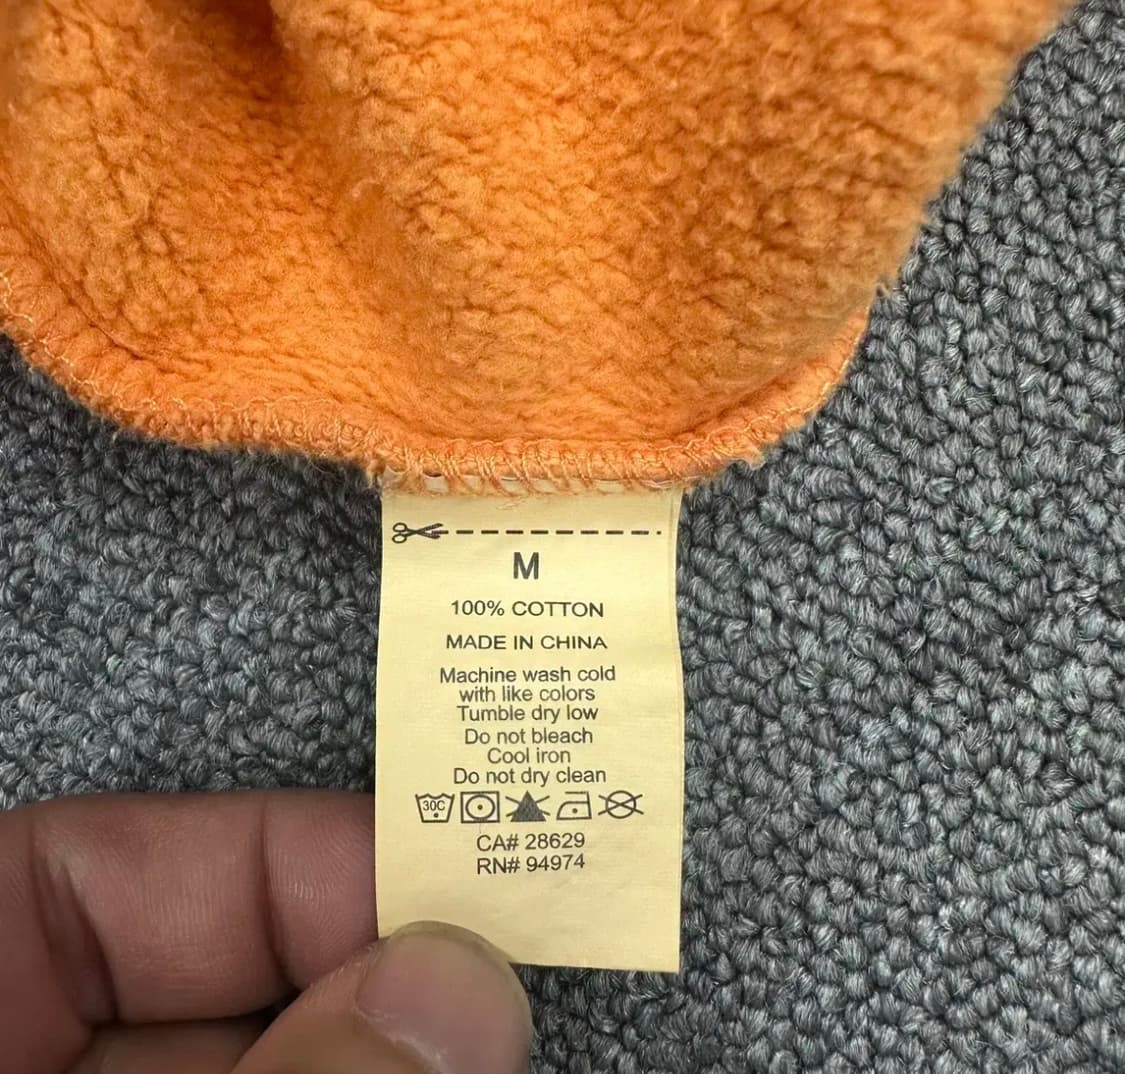 M
100% COTTON
MADE IN CHINA
Machine wash cold
with like colors
Tumble dry low
Do not bleach
Cool iron
Do not dry clean
30C
CA# 28629
RN# 94974